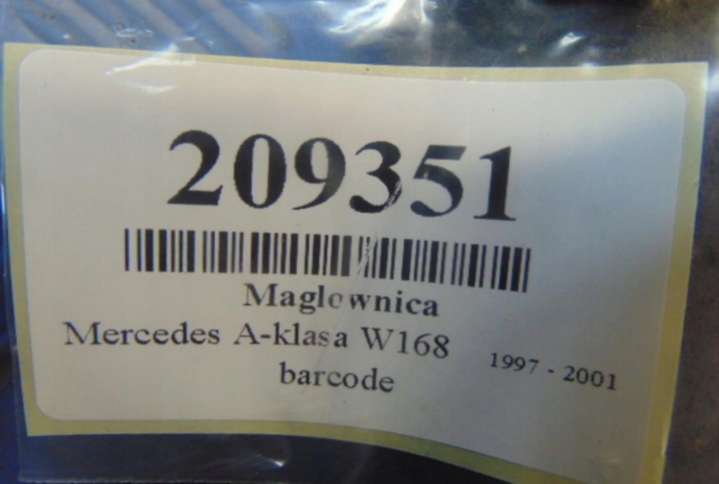 209351
Maglownica
Mercedes A-klasa W168 1997 - 2001
barcode